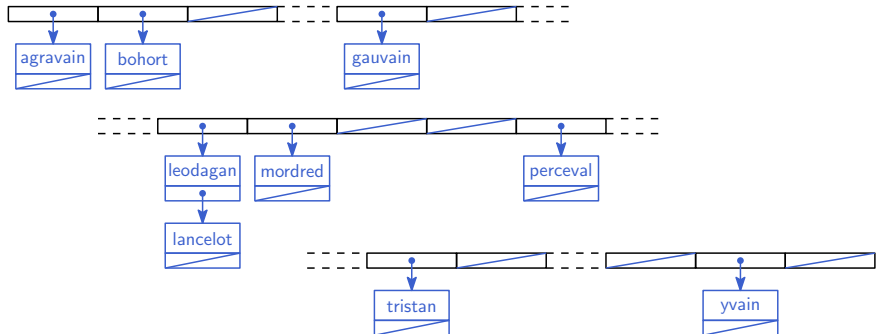 agravain bohort gauvain
leodagan mordred perceval
lancelot
tristan yvain